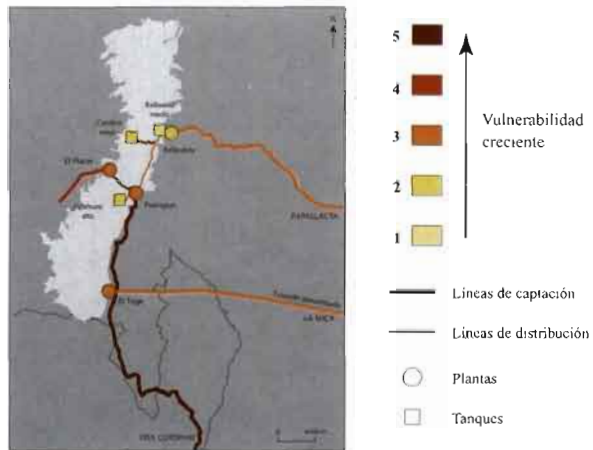 N
Bellavista
El Placer
Puengasi
El Troje
PAPALLACTA
LA MICA
0
5
4
3
2
1
Vulnerabilidad
creciente
Líneas de captación
Líneas de distribución
Plantas
Tanques